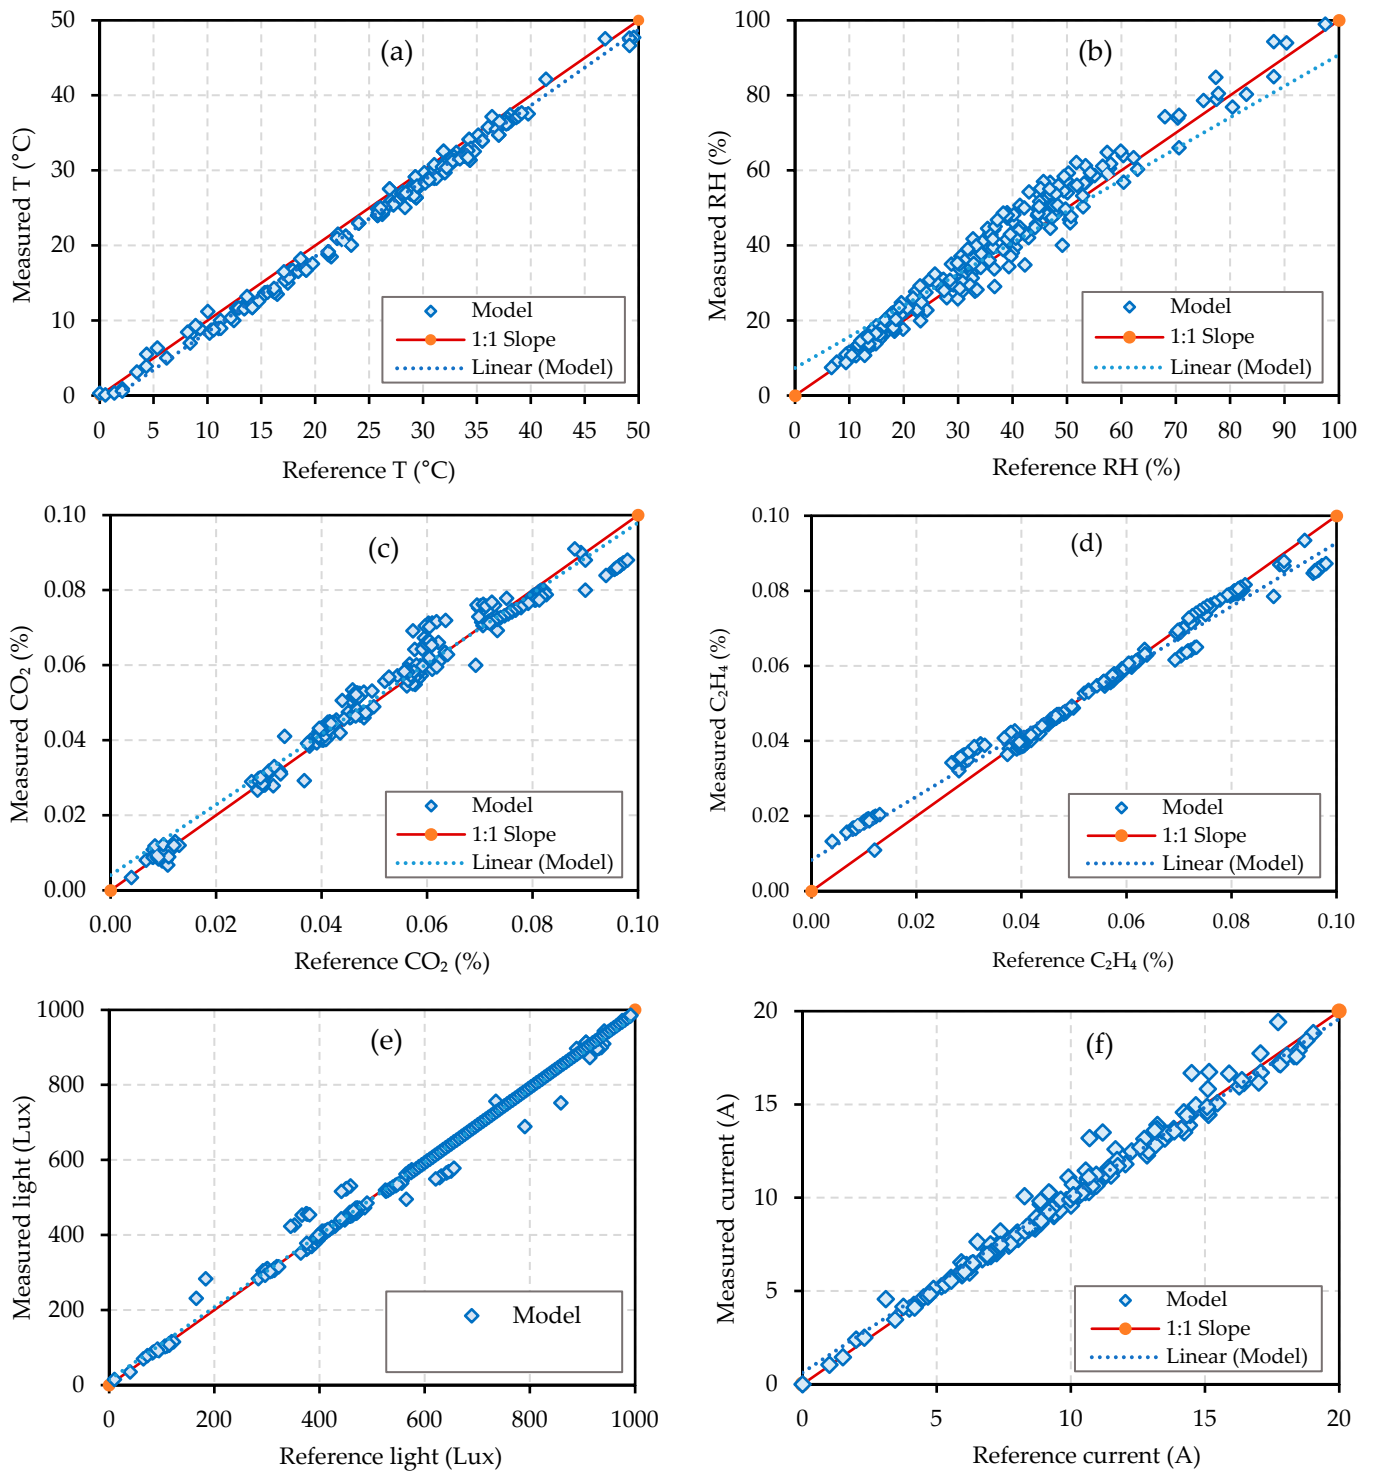 50
40
30
20
10
0
Measured T (°C)
(a)
Model
1:1 Slope
Linear (Model)
0 5 10 15 20 25 30 35 40 45 50
Reference T (°C)
100
80
60
40
20
0
Measured RH (%)
(b)
Model
1:1 Slope
Linear (Model)
0 10 20 30 40 50 60 70 80 90 100
Reference RH (%)
0.10
0.08
0.06
0.04
0.02
0.00
Measured CO₂ (%)
(c)
Model
1:1 Slope
Linear (Model)
0.00 0.02 0.04 0.06 0.08 0.10
Reference CO₂ (%)
0.10
0.08
0.06
0.04
0.02
0.00
Measured C₂H₄ (%)
(d)
Model
1:1 Slope
Linear (Model)
0.00 0.02 0.04 0.06 0.08 0.10
Reference C₂H₄ (%)
1000
800
600
400
200
0
Measured light (Lux)
(e)
Model
0 200 400 600 800 1000
Reference light (Lux)
20
15
10
5
0
Measured current (A)
(f)
Model
1:1 Slope
Linear (Model)
0 5 10 15 20
Reference current (A)